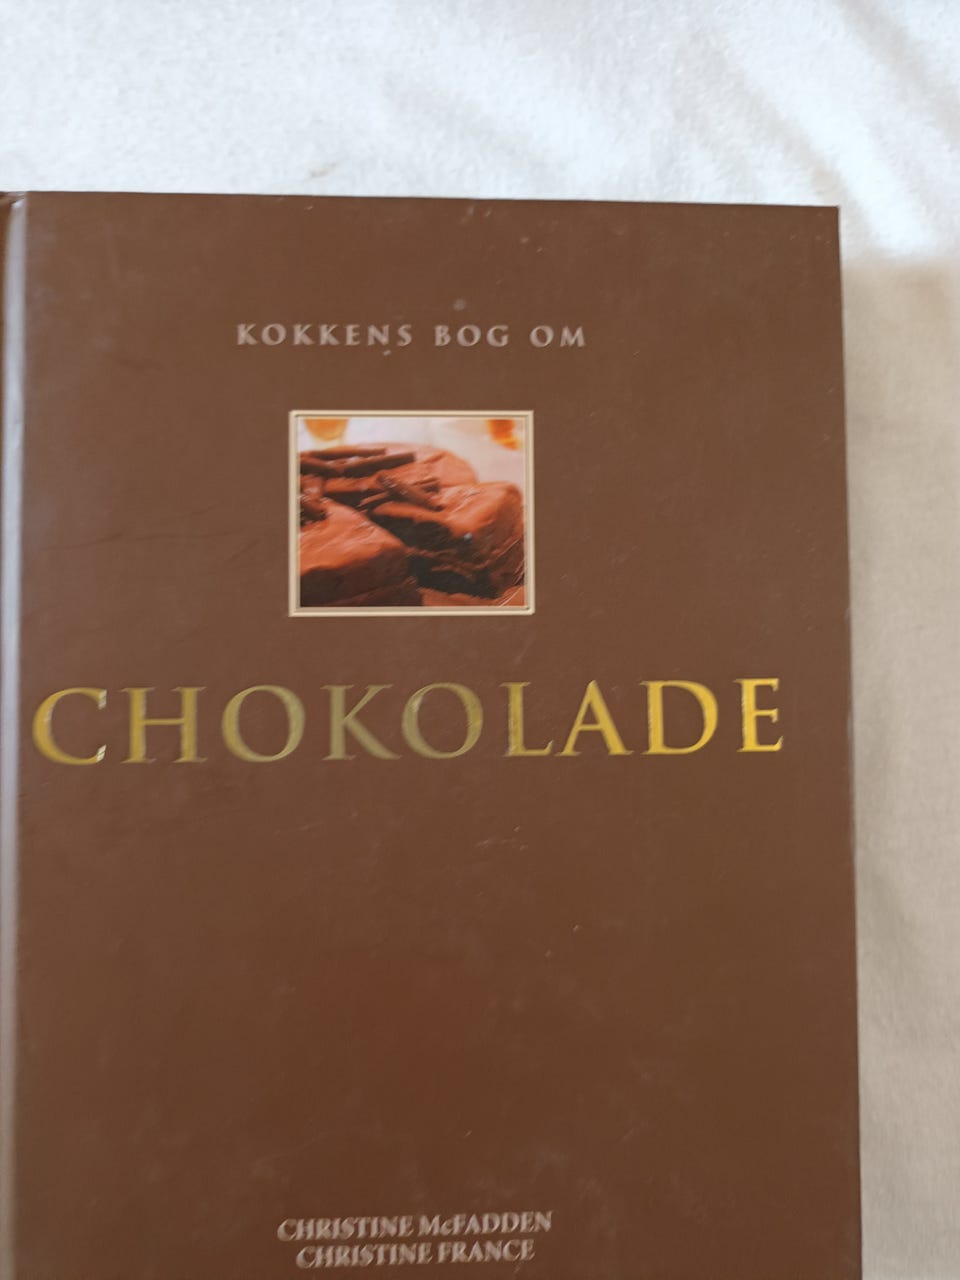 KOKKENS BOG OM
CHOKOLADE
CHRISTINE McFADDEN
CHRISTINE FRANCE